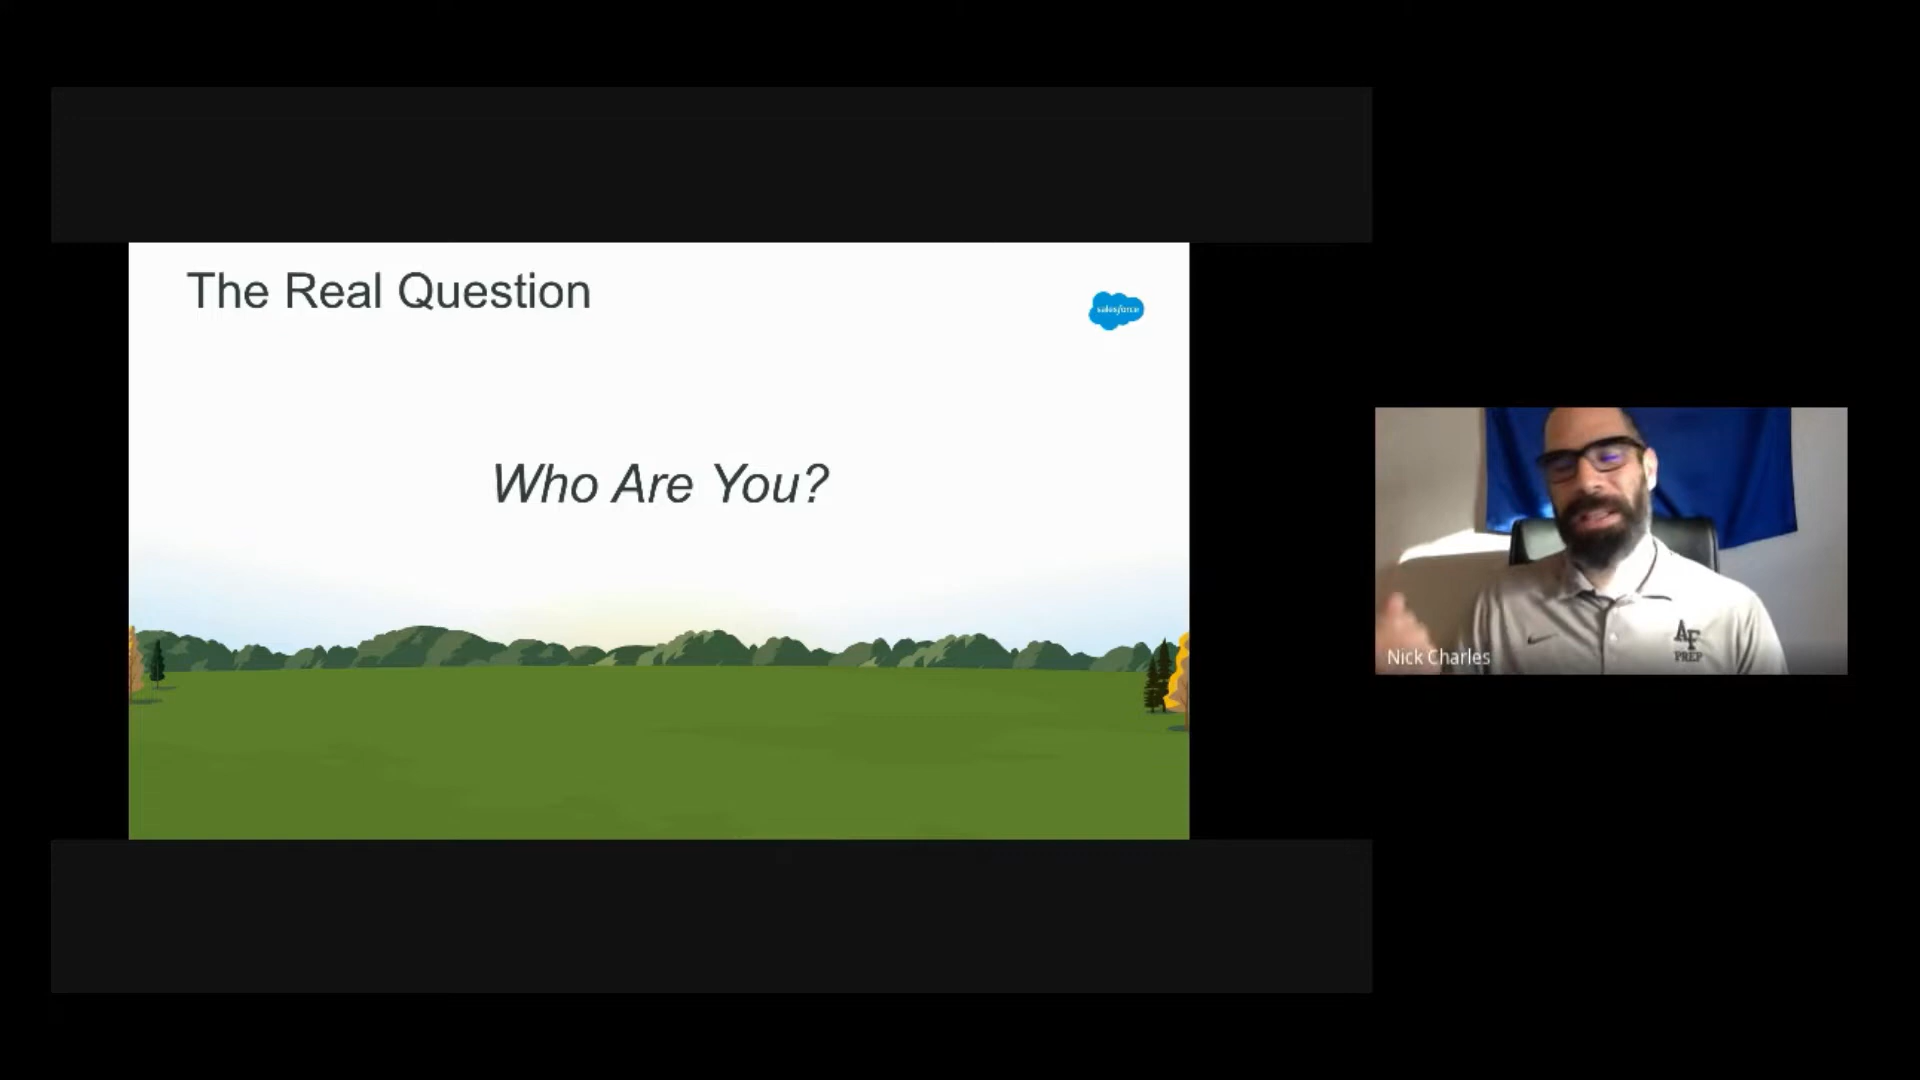 The Real Question
salesforce
Who Are You?
Nick Charles
AF
PREP